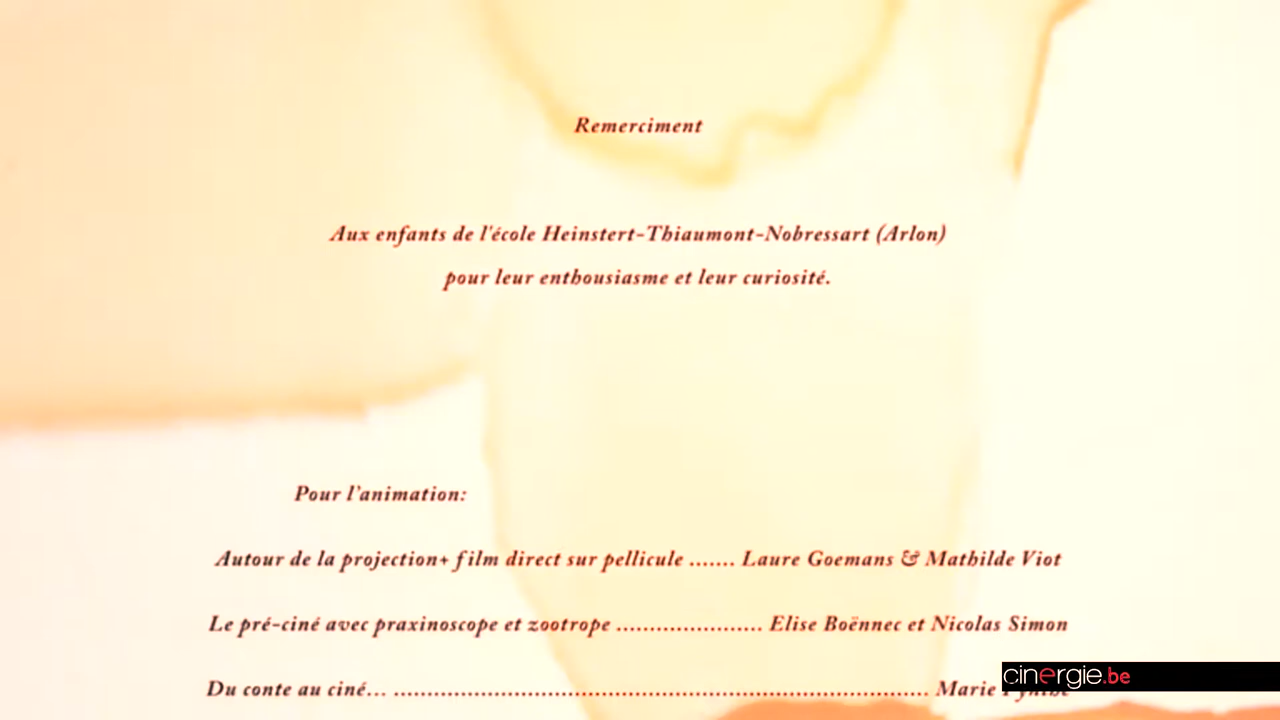 Remerciment
Aux enfants de l'école Heinstert-Thiaumont-Nobressart (Arlon)
pour leur enthousiasme et leur curiosité.
Pour l'animation:
Autour de la projection+ film direct sur pellicule ....... Laure Goemans & Mathilde Viot
Le pré-ciné avec praxinoscope et zootrope ...................... Elise Boënnec et Nicolas Simon
Du conte au ciné... ................................................................................ Marie
cinergie.be